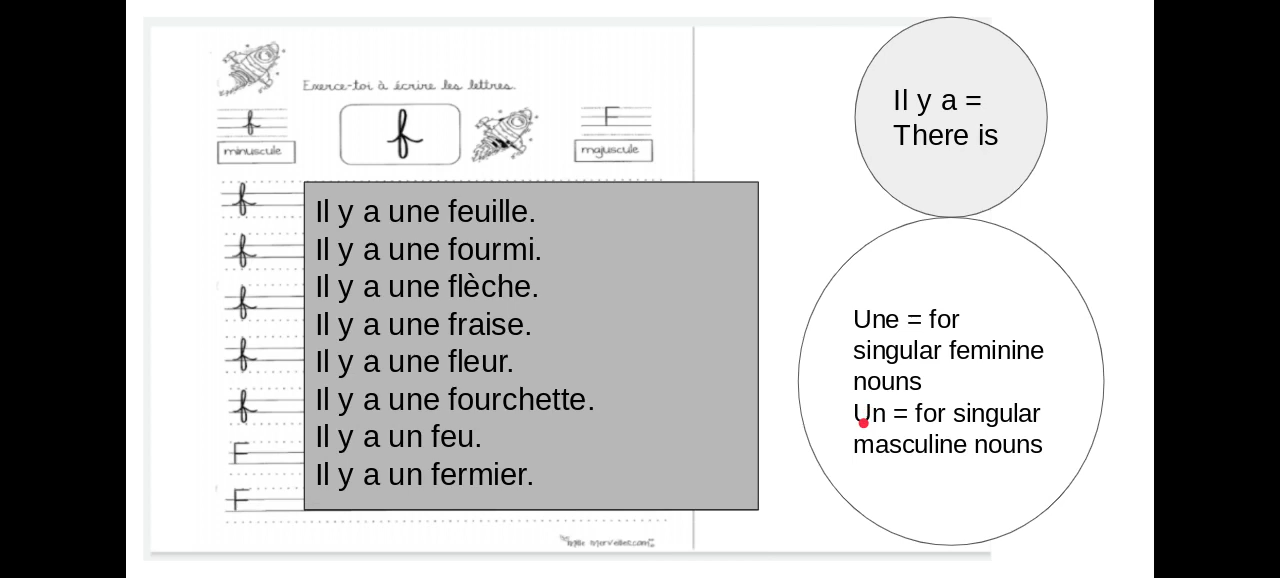 Exerce-toi à écrire les lettres.
f
f
F
minuscule
majuscule
f
f
f
f
f
F
F
Il y a une feuille.
Il y a une fourmi.
Il y a une flèche.
Il y a une fraise.
Il y a une fleur.
Il y a une fourchette.
Il y a un feu.
Il y a un fermier.
Il y a =
There is
Une = for
singular feminine
nouns
Un = for singular
masculine nouns